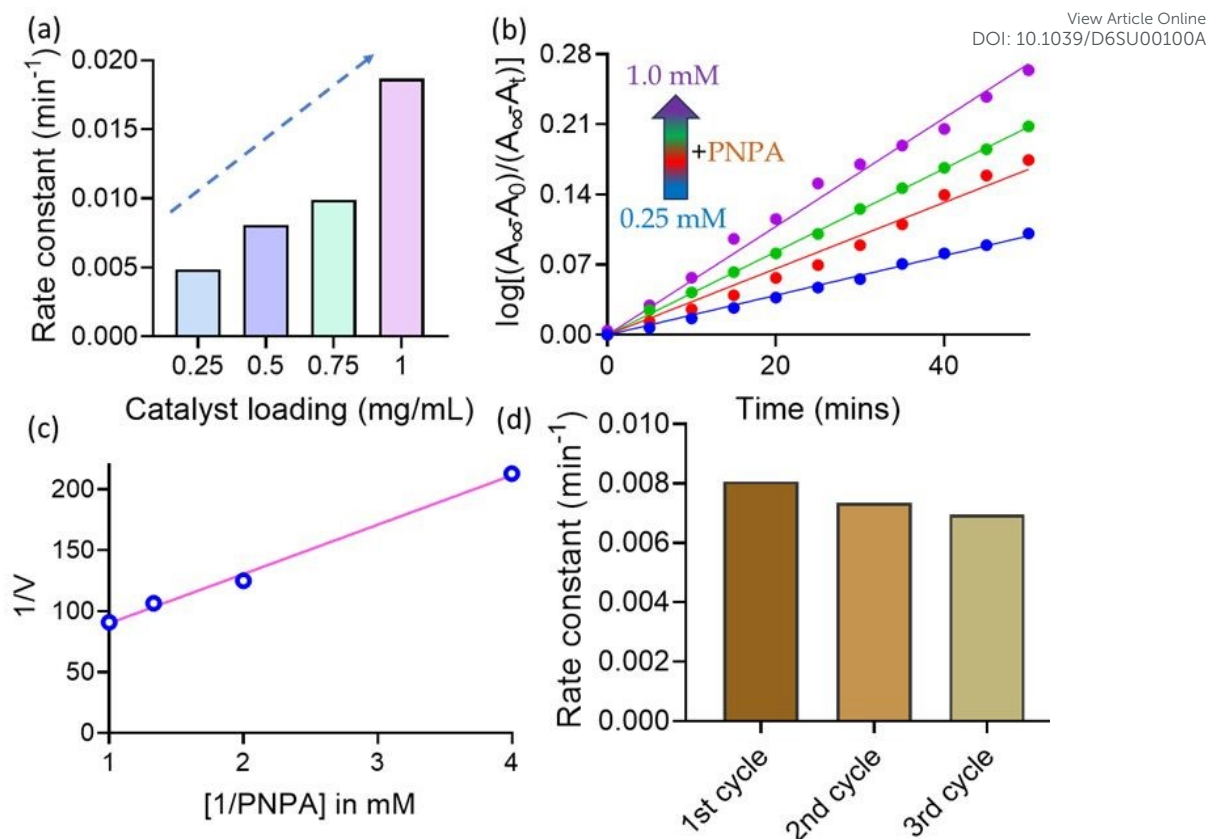 View Article Online
DOI: 10.1039/D6SU00100A
(a)
Rate constant (min⁻¹)
0.020
0.015
0.010
0.005
0.000
0.25 0.5 0.75 1
Catalyst loading (mg/mL)
(b)
log[(A∞-A0)/(A∞-At)]
0.28
0.21
0.14
0.07
0.00
1.0 mM
+PNPA
0.25 mM
0 20 40
Time (mins)
(c)
1/V
200
150
100
50
0
1 2 3 4
[1/PNPA] in mM
(d)
Rate constant (min⁻¹)
0.010
0.008
0.006
0.004
0.002
0.000
1st cycle
2nd cycle
3rd cycle